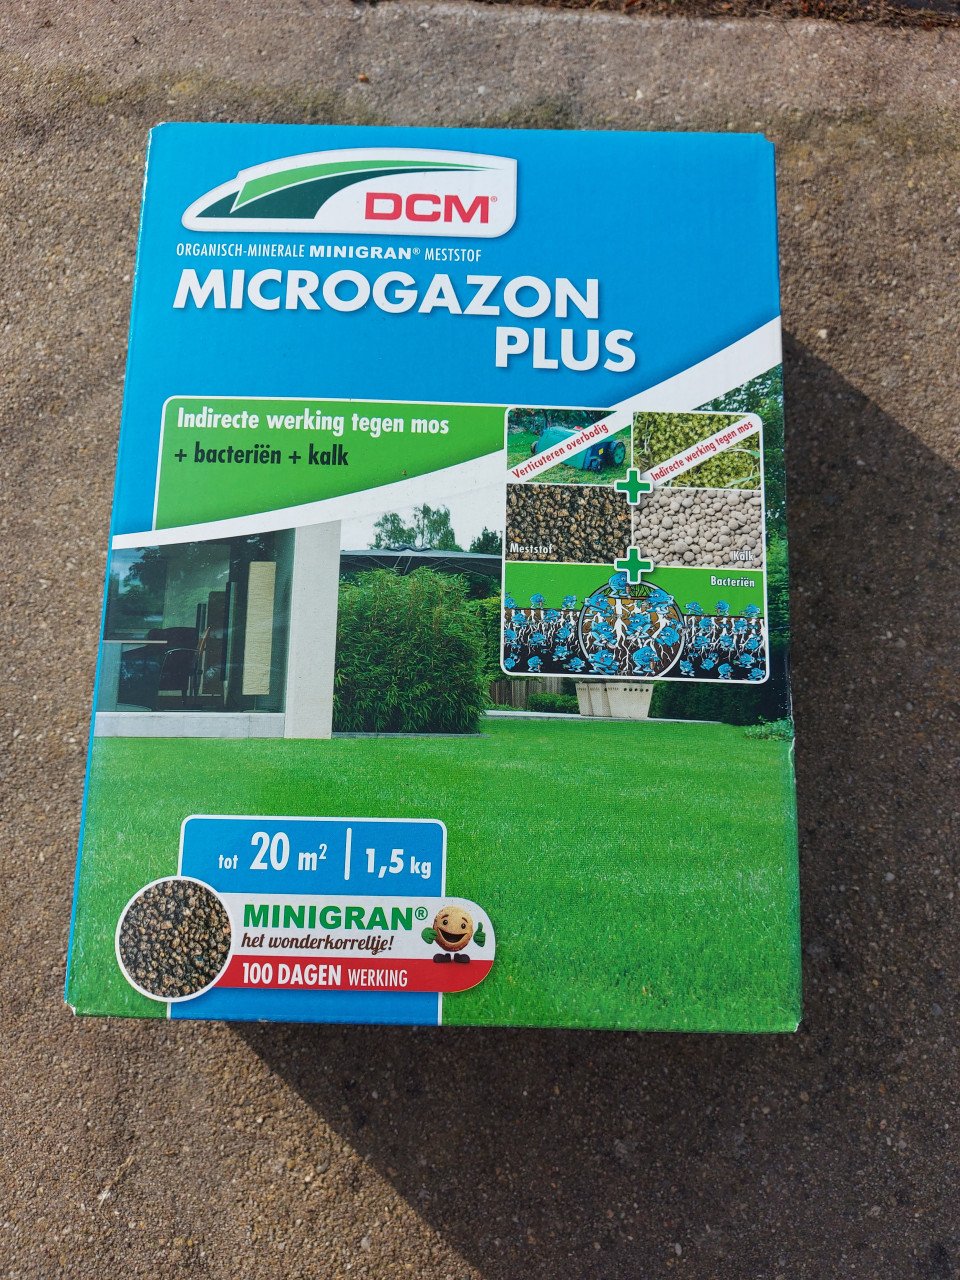 DCM®
ORGANISCH-MINERALE MINIGRAN® MESTSTOF
MICROGAZON
PLUS
Indirecte werking tegen mos
+ bacteriën + kalk
Verticuteren overbodig
Indirecte werking tegen mos
Meststof
Kalk
Bacteriën
tot 20 m² | 1,5 kg
MINIGRAN®
het wonderkorreltje!
100 DAGEN WERKING